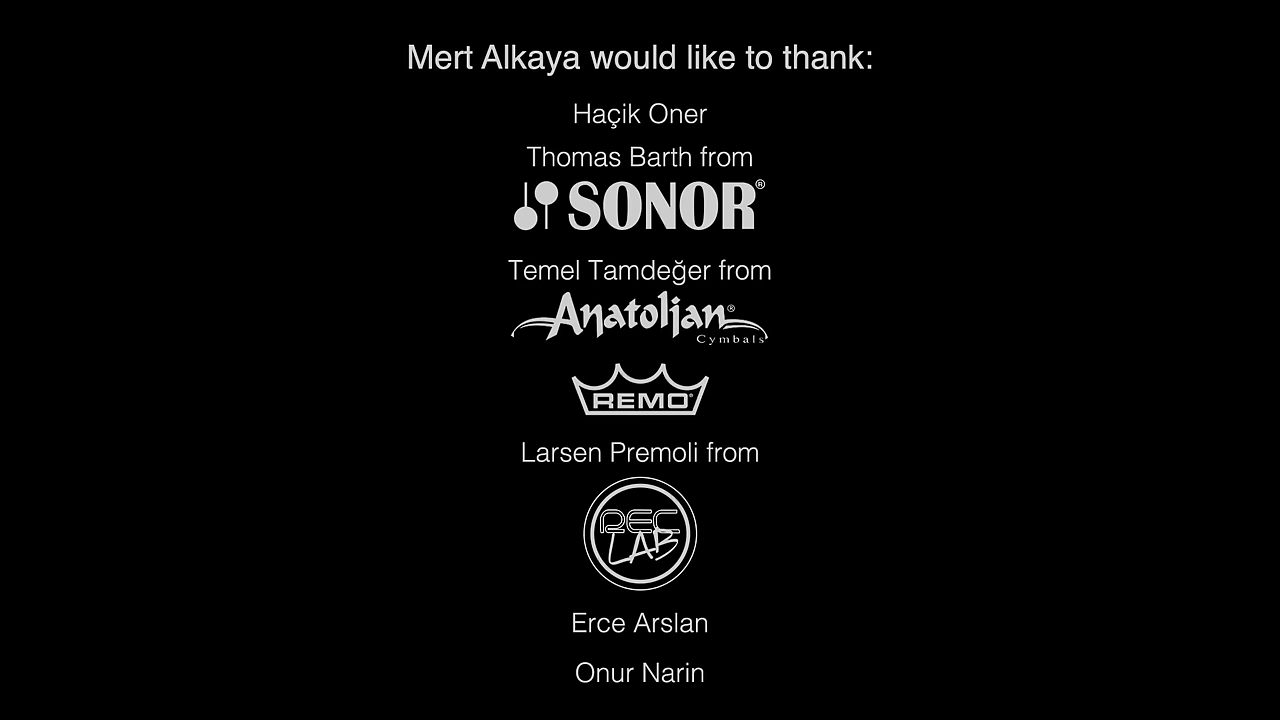 Mert Alkaya would like to thank:
Haçik Oner
Thomas Barth from
SONOR®
Temel Tamdeğer from
Anatolian®
Cymbals
REMO®
Larsen Premoli from
REC
LAB
Erce Arslan
Onur Narin